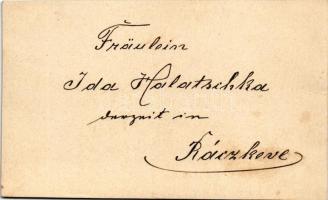 Fräulein
Ida Halatschka
derzeit in
Ráczkeve